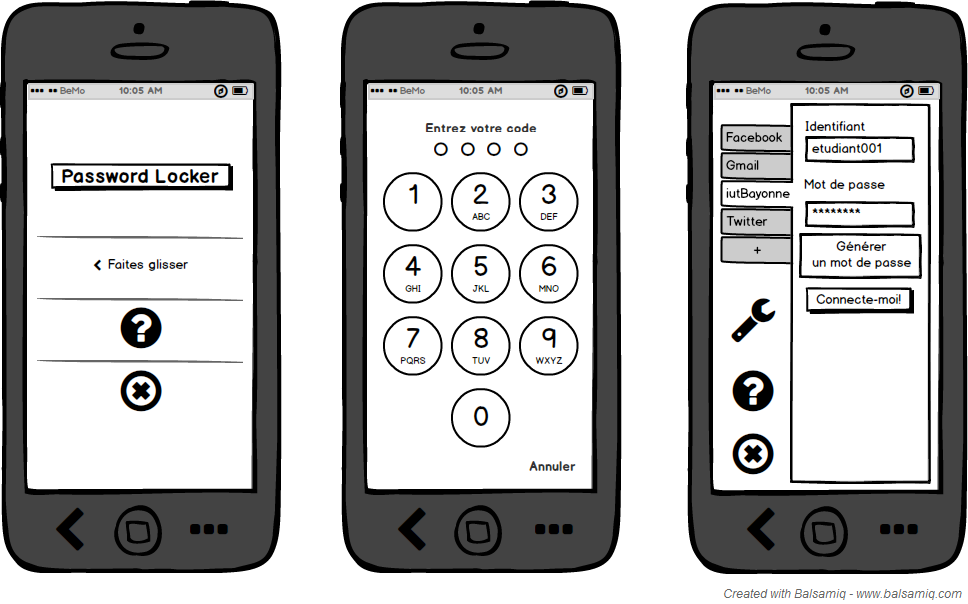 BeMo 10:05 AM
Password Locker
Faites glisser
?
BeMo 10:05 AM
Entrez votre code
1 2 3
ABC DEF
4 5 6
GHI JKL MNO
7 8 9
PQRS TUV WXYZ
0
Annuler
BeMo 10:05 AM
Facebook
Gmail
iutBayonne
Twitter
+
Identifiant
etudiant001
Mot de passe
********
Générer
un mot de passe
Connecte-moi!
?
Created with Balsamiq - www.balsamiq.com